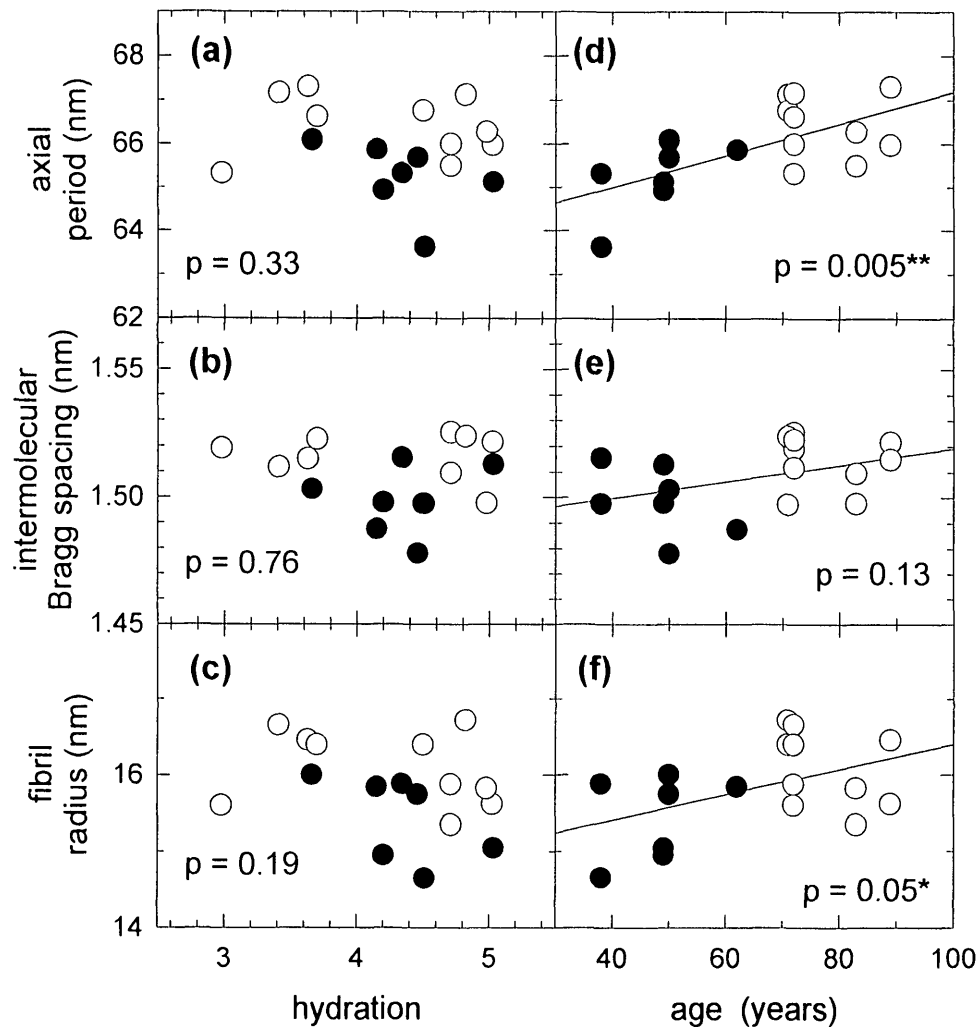 (a)
(d)
68
66
64
62
axial
period (nm)
p = 0.33
p = 0.005**
(b)
(e)
1.55
1.50
1.45
intermolecular
Bragg spacing (nm)
p = 0.76
p = 0.13
(c)
(f)
16
14
fibril
radius (nm)
p = 0.19
p = 0.05*
3 4 5 40 60 80 100
hydration age (years)